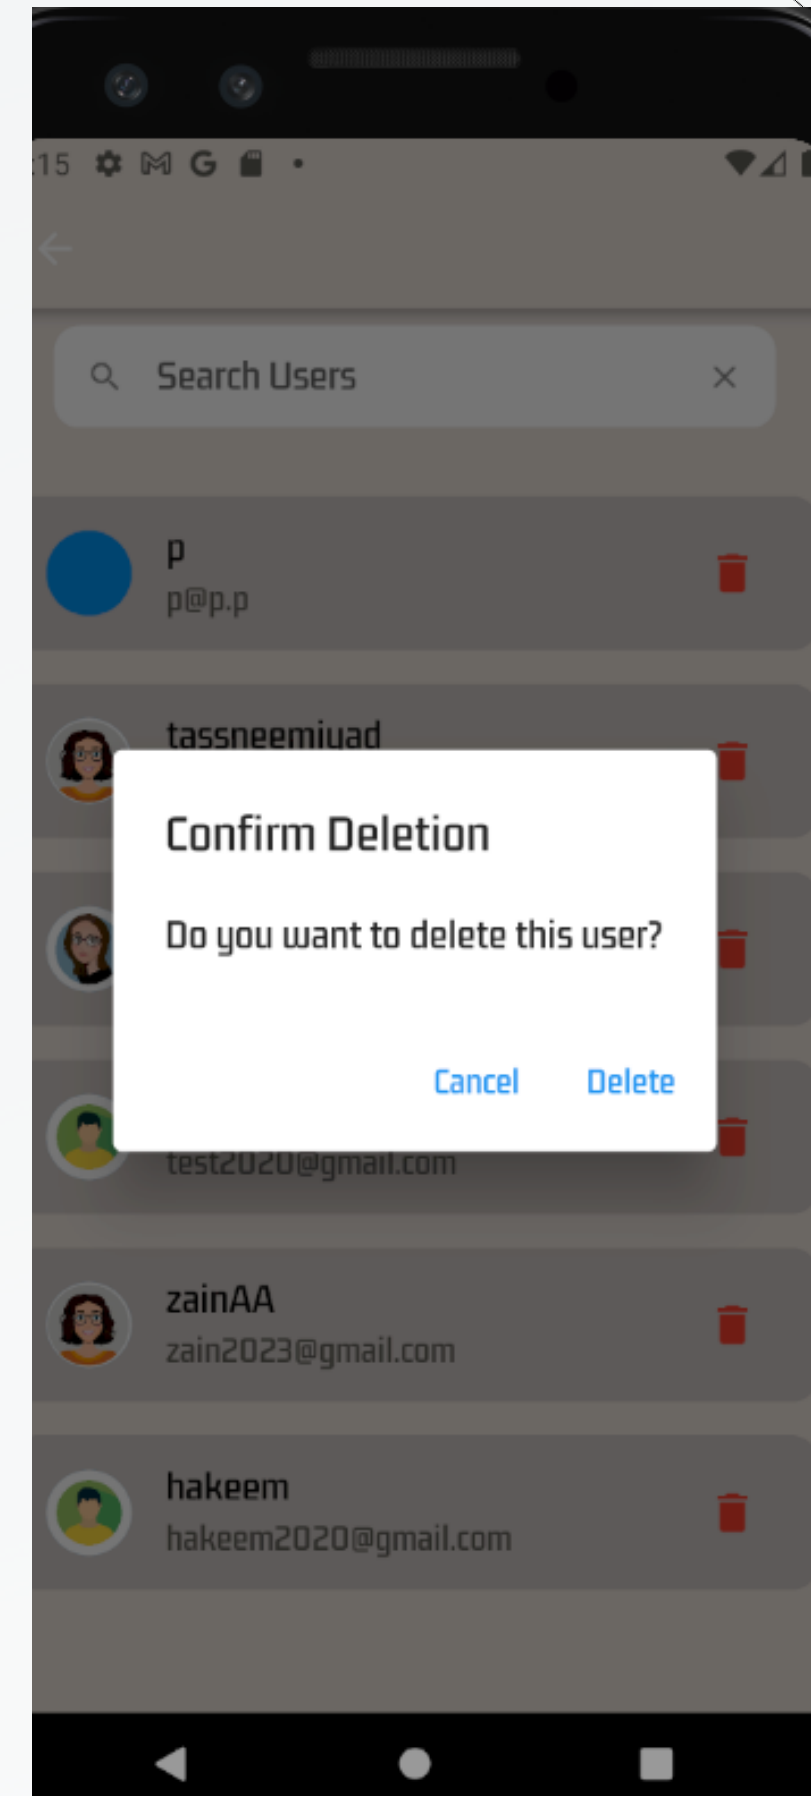 :15
Search Users
p
p@p.p
tassneemiyad
Confirm Deletion
Do you want to delete this user?
Cancel Delete
test2020@gmail.com
zainAA
zain2023@gmail.com
hakeem
hakeem2020@gmail.com